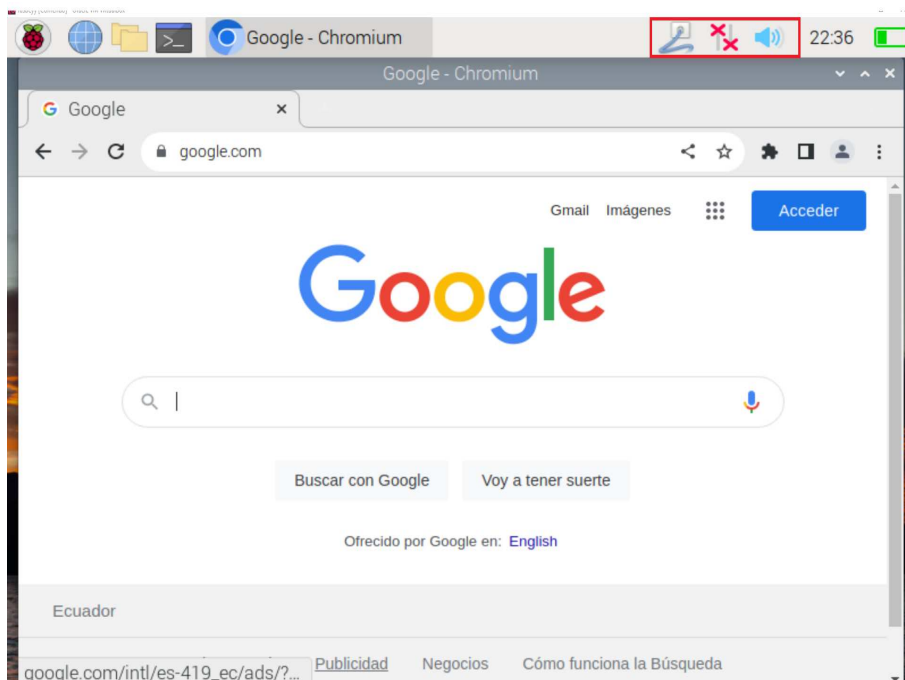 Google - Chromium 22:36
Google - Chromium
Google
google.com
Gmail Imágenes Acceder
Google
Buscar con Google Voy a tener suerte
Ofrecido por Google en: English
Ecuador
Publicidad Negocios Cómo funciona la Búsqueda
google.com/intl/es-419_ec/ads/?...